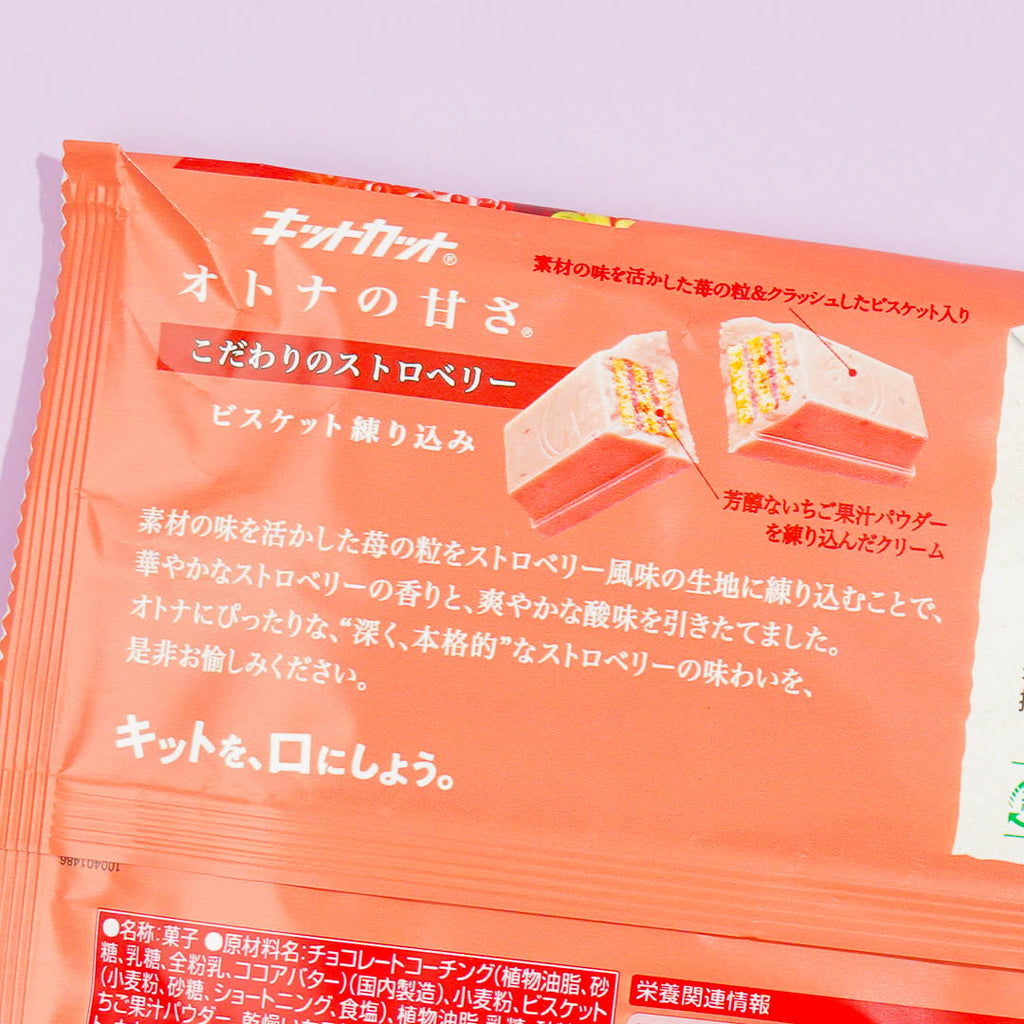 キットカット®
オトナの甘さ®
こだわりのストロベリー
ビスケット練り込み
素材の味を活かした苺の粒&クラッシュしたビスケット入り
芳醇ないちご果汁パウダー
を練り込んだクリーム
素材の味を活かした苺の粒をストロベリー風味の生地に練り込むことで、
華やかなストロベリーの香りと、爽やかな酸味を引きたてました。
オトナにぴったりな、“深く、本格的”なストロベリーの味わいを、
是非お愉しみください。
キットを、口にしよう。
100401486
●名称:菓子 ●原材料名:チョコレートコーチング(植物油脂、砂
糖、乳糖、全粉乳、ココアバター)(国内製造)、小麦粉、ビスケット
(小麦粉、砂糖、ショートニング、食塩)、植物油脂、乳糖、
ちご果汁パウダー、乾燥い
栄養関連情報